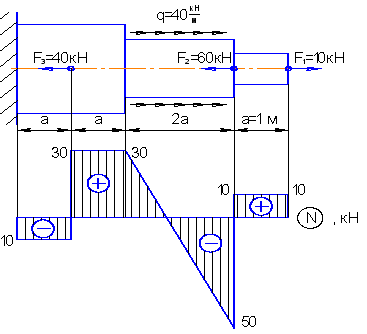 q=40 кН/м
F₃=40кН
F₂=60кН
F₁=10кН
a
a
2a
a=1 м
30
+
30
10
+
10
10
−
−
N , кН
50